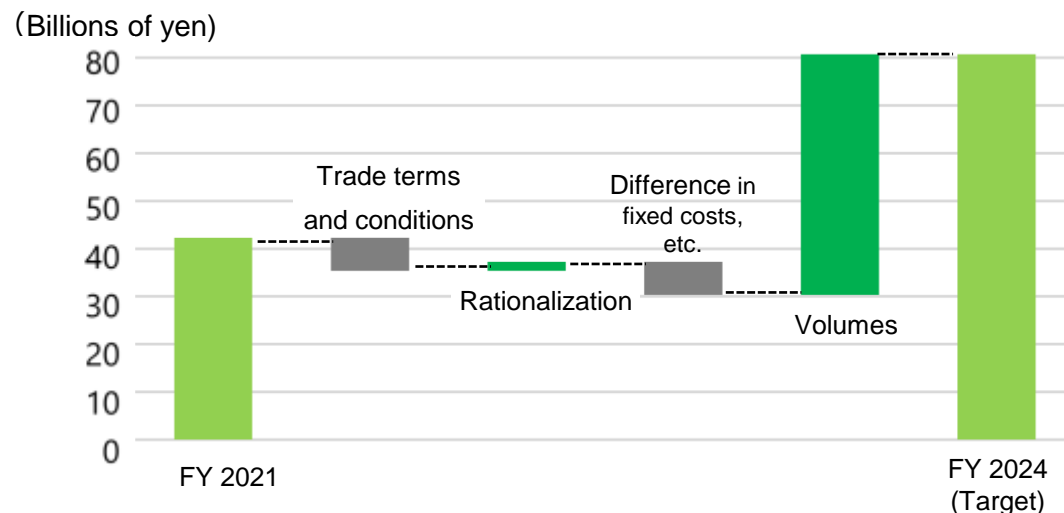 （Billions of yen)
80
70
60
50
40
30
20
10
0
Trade terms
and conditions
Rationalization
Difference in
fixed costs,
etc.
Volumes
FY 2021
FY 2024
(Target)